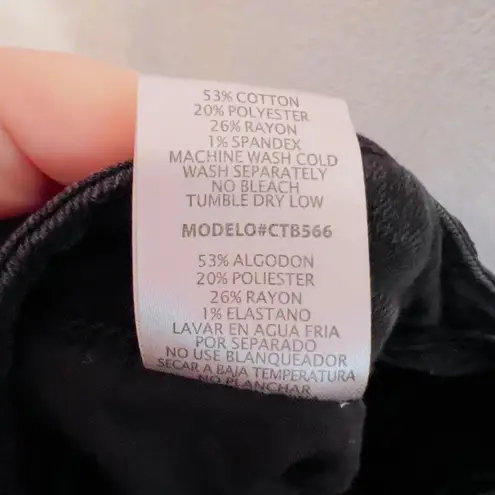 53% COTTON
20% POLYESTER
26% RAYON
1% SPANDEX
MACHINE WASH COLD
WASH SEPARATELY
NO BLEACH
TUMBLE DRY LOW
MODELO#CTB566
53% ALGODON
20% POLIESTER
26% RAYON
1% ELASTANO
LAVAR EN AGUA FRIA
POR SEPARADO
NO USE BLANQUEADOR
SECAR A BAJA TEMPERATURA
NO PLANCHAR